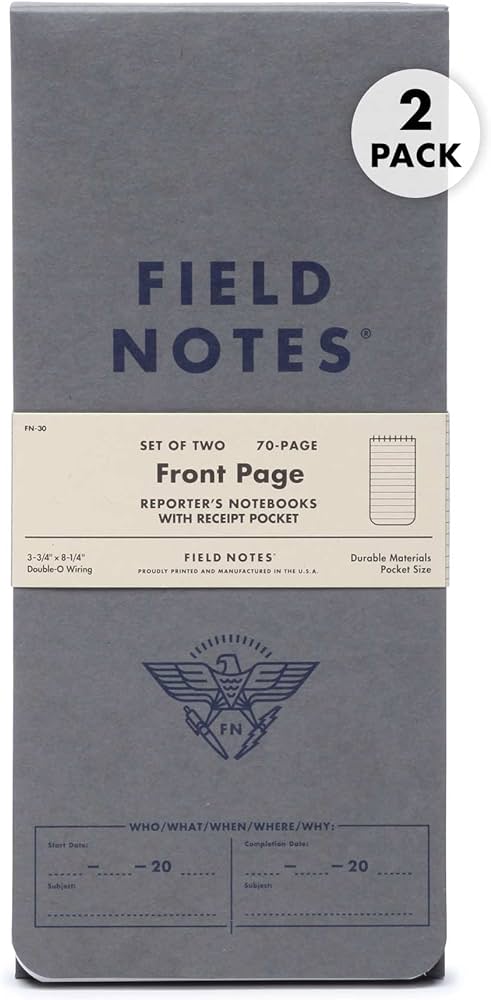 2
PACK
FIELD
NOTES®
FN-30
SET OF TWO 70-PAGE
Front Page
REPORTER'S NOTEBOOKS
WITH RECEIPT POCKET
3-3/4" x 8-1/4"
Double-O Wiring
FIELD NOTES®
PROUDLY PRINTED AND MANUFACTURED IN THE U.S.A.
Durable Materials
Pocket Size
FN
WHO/WHAT/WHEN/WHERE/WHY:
Start Date:
– – 20
Subject:
Completion Date:
– – 20
Subject: